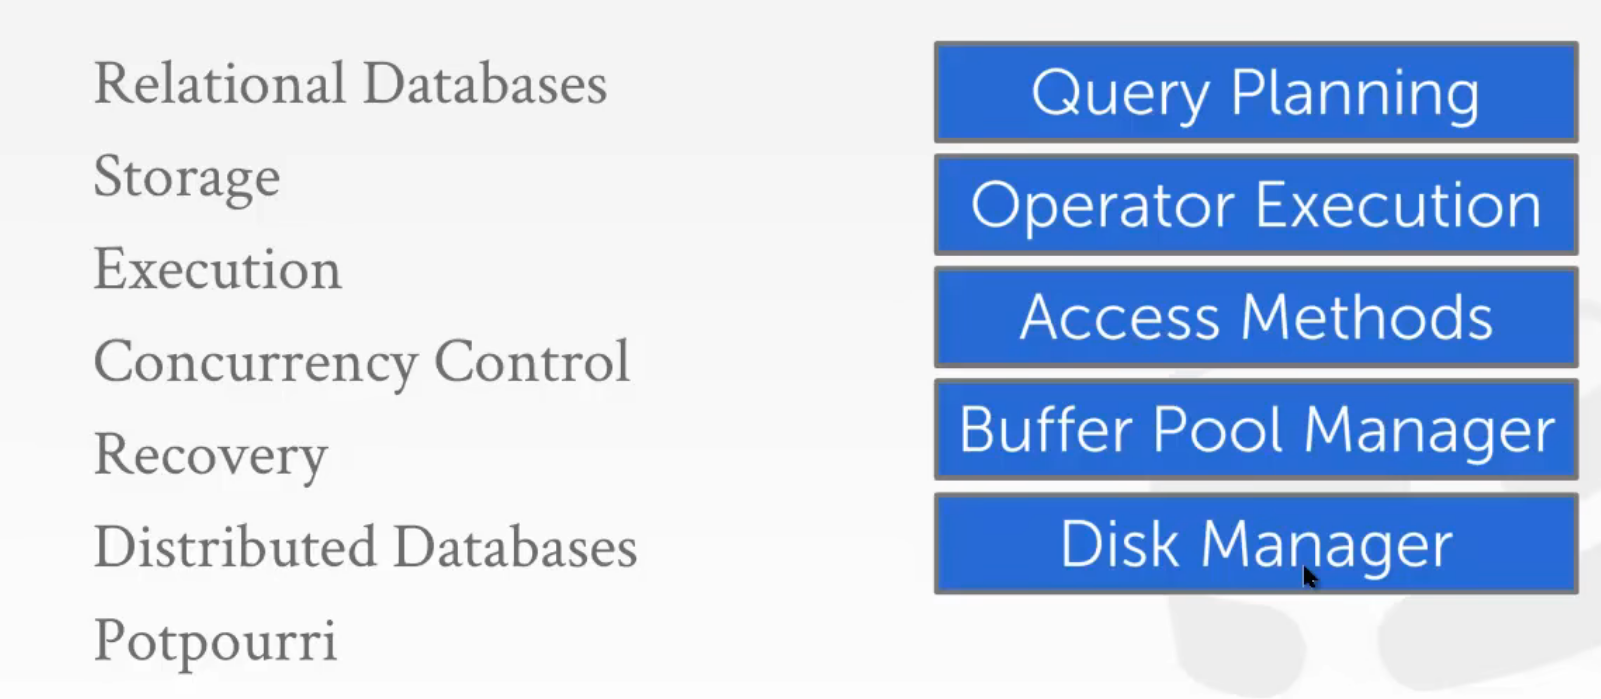 Relational Databases
Storage
Execution
Concurrency Control
Recovery
Distributed Databases
Potpourri
Query Planning
Operator Execution
Access Methods
Buffer Pool Manager
Disk Manager